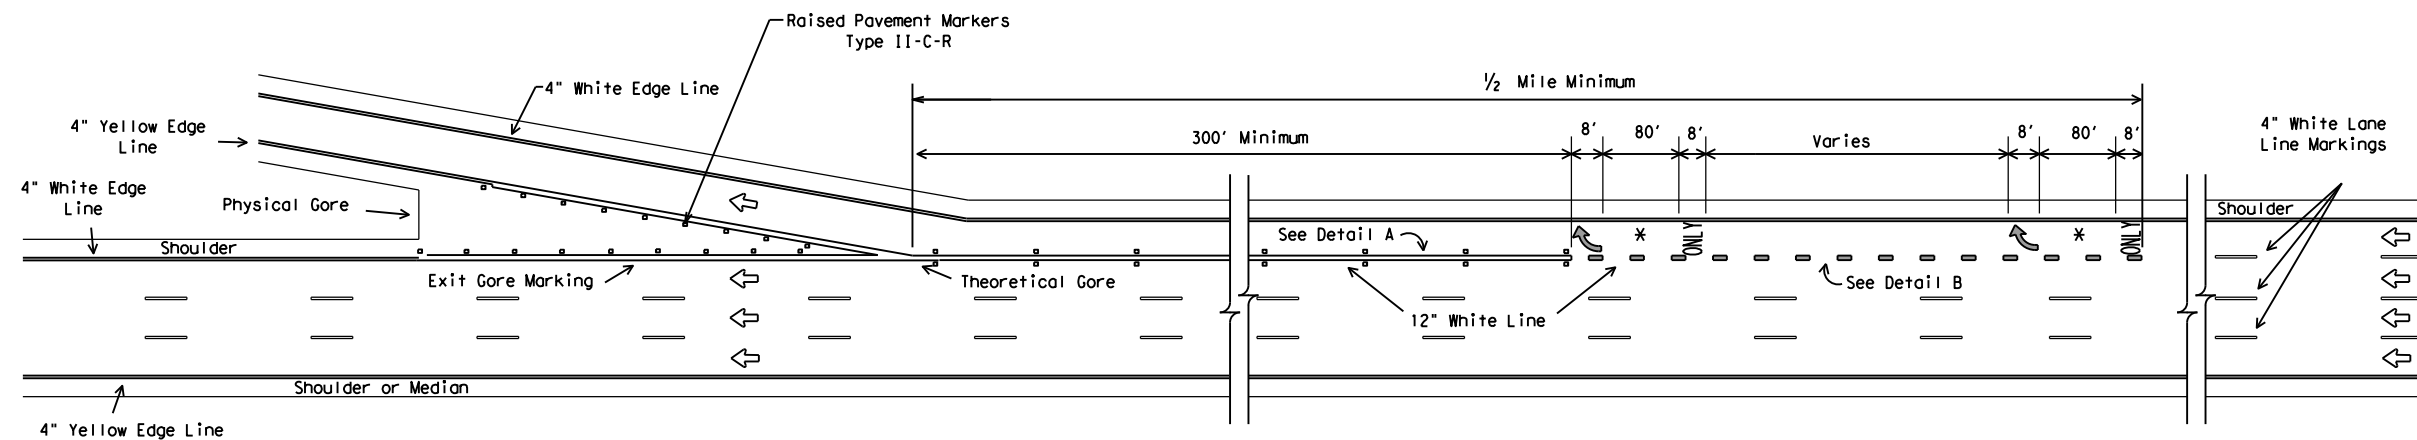 Raised Pavement Markers
Type II-C-R
4" White Edge Line
½ Mile Minimum
4" Yellow Edge
Line
300' Minimum
8'
80'
8'
Varies
8'
80'
8'
4" White Lane
Line Markings
4" White Edge
Line
Physical Gore
Shoulder
Shoulder
See Detail A
*
ONLY
*
ONLY
Exit Gore Marking
Theoretical Gore
See Detail B
12" White Line
Shoulder or Median
4" Yellow Edge Line